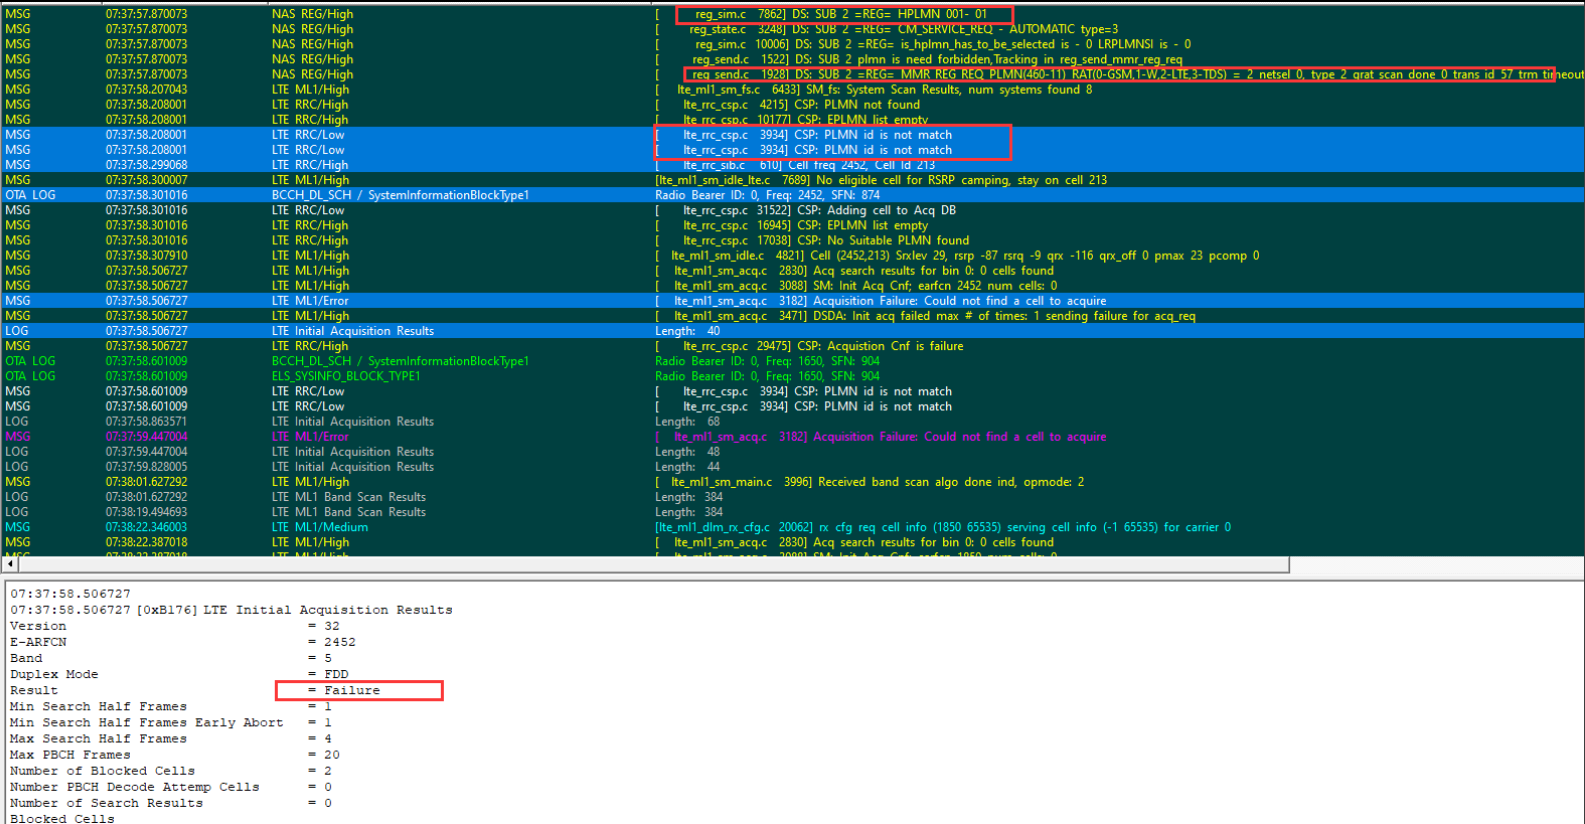 MSG 07:37:57.870073 NAS REG/High [ reg_sim.c 7862] DS: SUB 2 =REG= HPLMN 001- 01
MSG 07:37:57.870073 NAS REG/High [ reg_state.c 3248] DS: SUB 2 =REG= CM_SERVICE_REQ - AUTOMATIC type=3
MSG 07:37:57.870073 NAS REG/High [ reg_sim.c 10006] DS: SUB 2 =REG= is_hplmn_has_to_be_selected is - 0 LRPLMNSI is - 0
MSG 07:37:57.870073 NAS REG/High [ reg_send.c 1522] DS: SUB 2 plmn is need forbidden,Tracking in reg_send_mmr_reg_req
MSG 07:37:57.870073 NAS REG/High [ reg_send.c 1928] DS: SUB 2 =REG= MMR_REG_REQ PLMN(460-11) RAT(0-GSM,1-W,2-LTE,3-TDS) = 2 netsel 0, type 2 grat scan done 0 trans id 57 trm timeout
MSG 07:37:58.207043 LTE ML1/High [ lte_ml1_sm_fs.c 6433] SM_fs: System Scan Results, num systems found 8
MSG 07:37:58.208001 LTE RRC/High [ lte_rrc_csp.c 4215] CSP: PLMN not found
MSG 07:37:58.208001 LTE RRC/High [ lte_rrc_csp.c 10177] CSP: EPLMN list empty
MSG 07:37:58.208001 LTE RRC/Low [ lte_rrc_csp.c 3934] CSP: PLMN id is not match
MSG 07:37:58.208001 LTE RRC/Low [ lte_rrc_csp.c 3934] CSP: PLMN id is not match
MSG 07:37:58.299068 LTE RRC/High [ lte_rrc_sib.c 610] Cell freq 2452, Cell Id 213
MSG 07:37:58.300007 LTE ML1/High [lte_ml1_sm_idle_lte.c 7689] No eligible cell for RSRP camping, stay on cell 213
OTA LOG 07:37:58.301016 BCCH_DL_SCH / SystemInformationBlockType1 Radio Bearer ID: 0, Freq: 2452, SFN: 874
MSG 07:37:58.301016 LTE RRC/Low [ lte_rrc_csp.c 31522] CSP: Adding cell to Acq DB
MSG 07:37:58.301016 LTE RRC/High [ lte_rrc_csp.c 16945] CSP: EPLMN list empty
MSG 07:37:58.301016 LTE RRC/High [ lte_rrc_csp.c 17038] CSP: No Suitable PLMN found
MSG 07:37:58.307910 LTE ML1/High [ lte_ml1_sm_idle.c 4821] Cell (2452,213) Srxlev 29, rsrp -87 rsrq -9 qrx -116 qrx_off 0 pmax 23 pcomp 0
MSG 07:37:58.506727 LTE ML1/High [ lte_ml1_sm_acq.c 2830] Acq search results for bin 0: 0 cells found
MSG 07:37:58.506727 LTE ML1/High [ lte_ml1_sm_acq.c 3088] SM: Init Acq Cnf; earfcn 2452 num cells: 0
MSG 07:37:58.506727 LTE ML1/Error [ lte_ml1_sm_acq.c 3182] Acquisition Failure: Could not find a cell to acquire
MSG 07:37:58.506727 LTE ML1/High [ lte_ml1_sm_acq.c 3471] DSDA: Init acq failed max # of times: 1 sending failure for acq_req
LOG 07:37:58.506727 LTE Initial Acquisition Results Length: 40
MSG 07:37:58.506727 LTE RRC/High [ lte_rrc_csp.c 29475] CSP: Acquistion Cnf is failure
OTA LOG 07:37:58.601009 BCCH_DL_SCH / SystemInformationBlockType1 Radio Bearer ID: 0, Freq: 1650, SFN: 904
OTA LOG 07:37:58.601009 ELS_SYSINFO_BLOCK_TYPE1 Radio Bearer ID: 0, Freq: 1650, SFN: 904
MSG 07:37:58.601009 LTE RRC/Low [ lte_rrc_csp.c 3934] CSP: PLMN id is not match
MSG 07:37:58.601009 LTE RRC/Low [ lte_rrc_csp.c 3934] CSP: PLMN id is not match
LOG 07:37:58.863571 LTE Initial Acquisition Results Length: 68
MSG 07:37:59.447004 LTE ML1/Error [ lte_ml1_sm_acq.c 3182] Acquisition Failure: Could not find a cell to acquire
LOG 07:37:59.447004 LTE Initial Acquisition Results Length: 48
LOG 07:37:59.828005 LTE Initial Acquisition Results Length: 44
MSG 07:38:01.627292 LTE ML1/High [ lte_ml1_sm_main.c 3996] Received band scan algo done ind, opmode: 2
LOG 07:38:01.627292 LTE ML1 Band Scan Results Length: 384
LOG 07:38:19.494693 LTE ML1 Band Scan Results Length: 384
MSG 07:38:22.346003 LTE ML1/Medium [lte_ml1_dlm_rx_cfg.c 20062] rx cfg req cell info (1850 65535) serving cell info (-1 65535) for carrier 0
MSG 07:38:22.387018 LTE ML1/High [ lte_ml1_sm_acq.c 2830] Acq search results for bin 0: 0 cells found
MSG 07:38:22.387018 LTE ML1/High [ lte_ml1_sm_acq.c 3088] SM: Init Acq Cnf; earfcn 1850 num cells: 0
07:37:58.506727
07:37:58.506727 [0xB176] LTE Initial Acquisition Results
Version = 32
E-ARFCN = 2452
Band = 5
Duplex Mode = FDD
Result = Failure
Min Search Half Frames = 1
Min Search Half Frames Early Abort = 1
Max Search Half Frames = 4
Max PBCH Frames = 20
Number of Blocked Cells = 2
Number PBCH Decode Attemp Cells = 0
Number of Search Results = 0
Blocked Cells